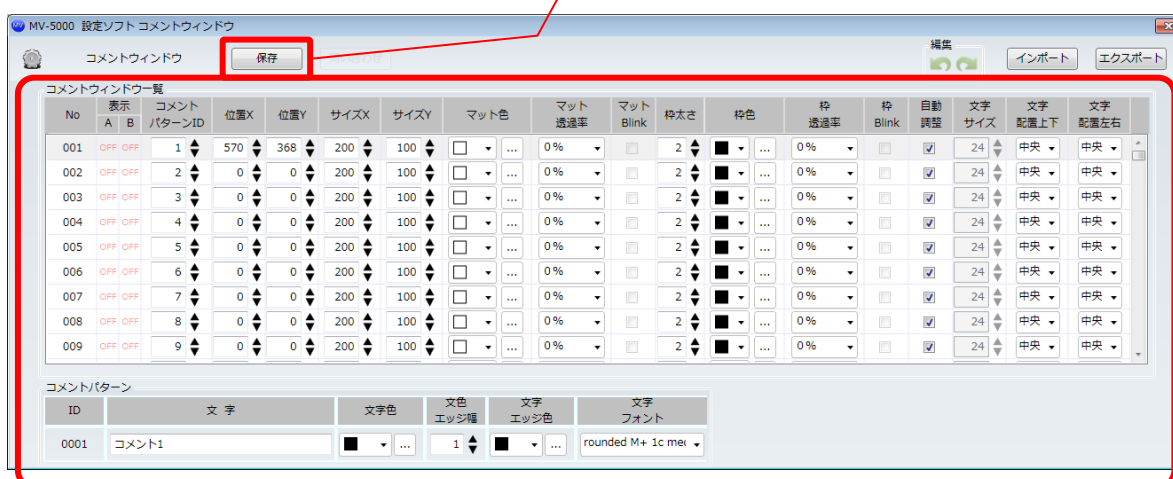 MV-5000 設定ソフト コメントウィンドウ
コメントウィンドウ 保存 編集 インポート エクスポート
コメントウィンドウ一覧
No 表示 A B コメントパターンID 位置X 位置Y サイズX サイズY マット色 マット透過率 マットBlink 枠太さ 枠色 枠透過率 枠Blink 自動調整 文字サイズ 文字配置上下 文字配置左右
001 OFF OFF 1 570 368 200 100 ... 0% 2 ... 0% 24 中央 中央
002 OFF OFF 2 0 0 200 100 ... 0% 2 ... 0% 24 中央 中央
003 OFF OFF 3 0 0 200 100 ... 0% 2 ... 0% 24 中央 中央
004 OFF OFF 4 0 0 200 100 ... 0% 2 ... 0% 24 中央 中央
005 OFF OFF 5 0 0 200 100 ... 0% 2 ... 0% 24 中央 中央
006 OFF OFF 6 0 0 200 100 ... 0% 2 ... 0% 24 中央 中央
007 OFF OFF 7 0 0 200 100 ... 0% 2 ... 0% 24 中央 中央
008 OFF OFF 8 0 0 200 100 ... 0% 2 ... 0% 24 中央 中央
009 OFF OFF 9 0 0 200 100 ... 0% 2 ... 0% 24 中央 中央
コメントパターン
ID 文 字 文字色 文色エッジ幅 文字エッジ色 文字フォント
0001 コメント1 ... 1 ... rounded M+ 1c